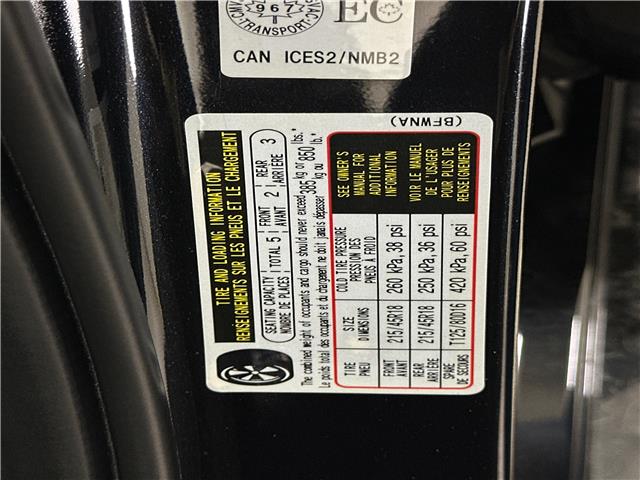 967
TRANSPORT
EC
CAN ICES2/NMB2
(BFWNA)
TIRE AND LOADING INFORMATION
RENSEIGNEMENTS SUR LES PNEUS ET LE CHARGEMENT
SEATING CAPACITY TOTAL 5 FRONT 2 REAR 3
NOMBRE DE PLACES AVANT ARRIÈRE
The combined weight of occupants and cargo should never exceed 385 kg or 850 lbs.*
Le poids total des occupants et du chargement ne doit jamais dépasser kg ou lb.*
TIRE SIZE COLD TIRE PRESSURE SEE OWNER'S
PNEU DIMENSIONS PRESSION DES MANUAL FOR
PNEUS À FROID ADDITIONAL
INFORMATION
FRONT 215/45R18 260 kPa, 38 psi
AVANT
REAR 215/45R18 250 kPa, 36 psi
ARRIÈRE
SPARE T125/80D16 420 kPa, 60 psi
DE SECOURS
VOIR LE MANUEL
DE L'USAGER
POUR PLUS DE
RENSEIGNEMENTS